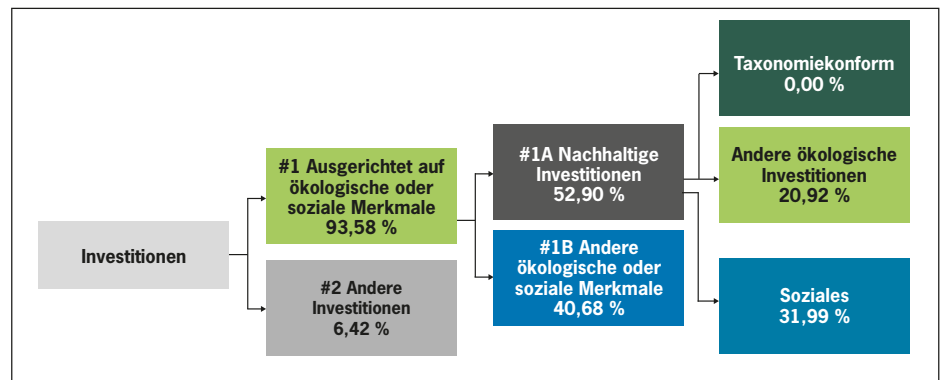 Investitionen
#1 Ausgerichtet auf
ökologische oder
soziale Merkmale
93,58 %
#2 Andere
Investitionen
6,42 %
#1A Nachhaltige
Investitionen
52,90 %
#1B Andere
ökologische oder
soziale Merkmale
40,68 %
Taxonomiekonform
0,00 %
Andere ökologische
Investitionen
20,92 %
Soziales
31,99 %